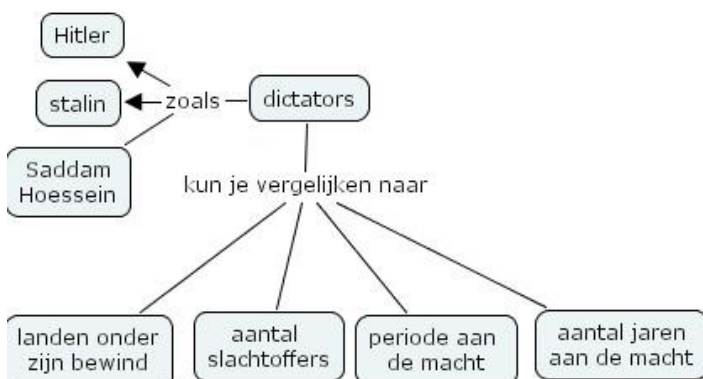 Hitler
stalin
zoals
dictators
Saddam
Hoessein
kun je vergelijken naar
landen onder
zijn bewind
aantal
slachtoffers
periode aan
de macht
aantal jaren
aan de macht